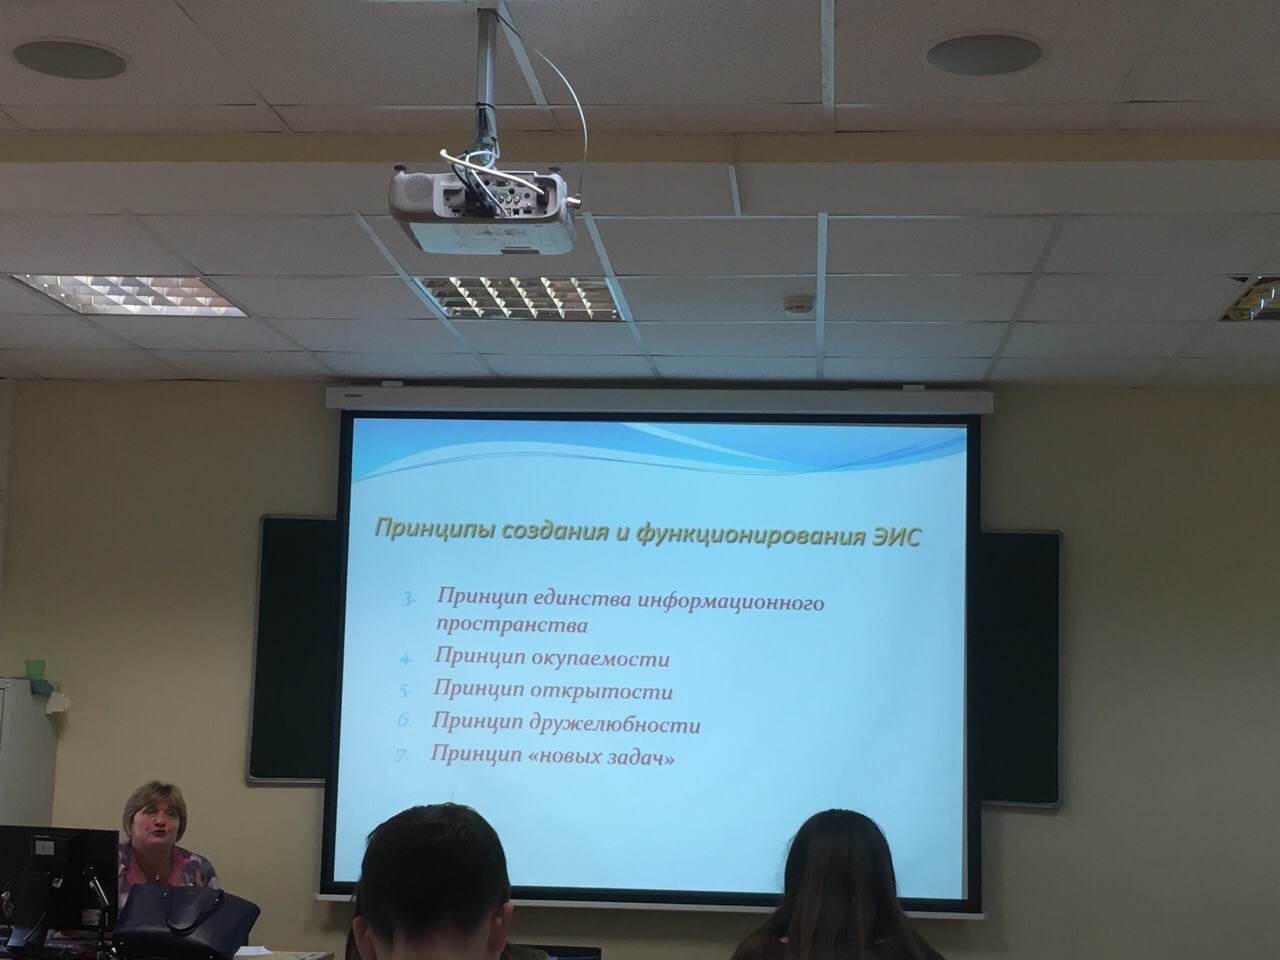 Принципы создания и функционирования ЭИС
3. Принцип единства информационного
пространства
4. Принцип окупаемости
5. Принцип открытости
6. Принцип дружелюбности
7. Принцип «новых задач»